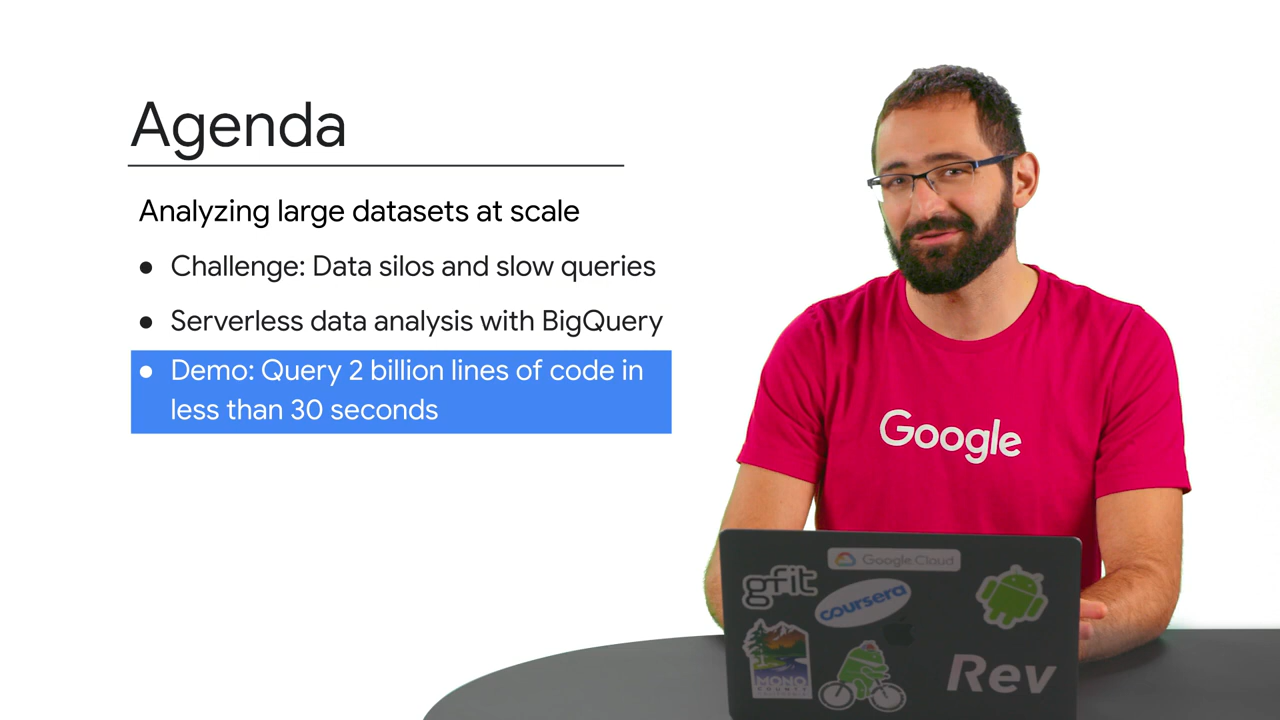 Agenda
Analyzing large datasets at scale
● Challenge: Data silos and slow queries
● Serverless data analysis with BigQuery
● Demo: Query 2 billion lines of code in
less than 30 seconds
Google
Google Cloud
gfit
coursera
MONO
COUNTY
Rev